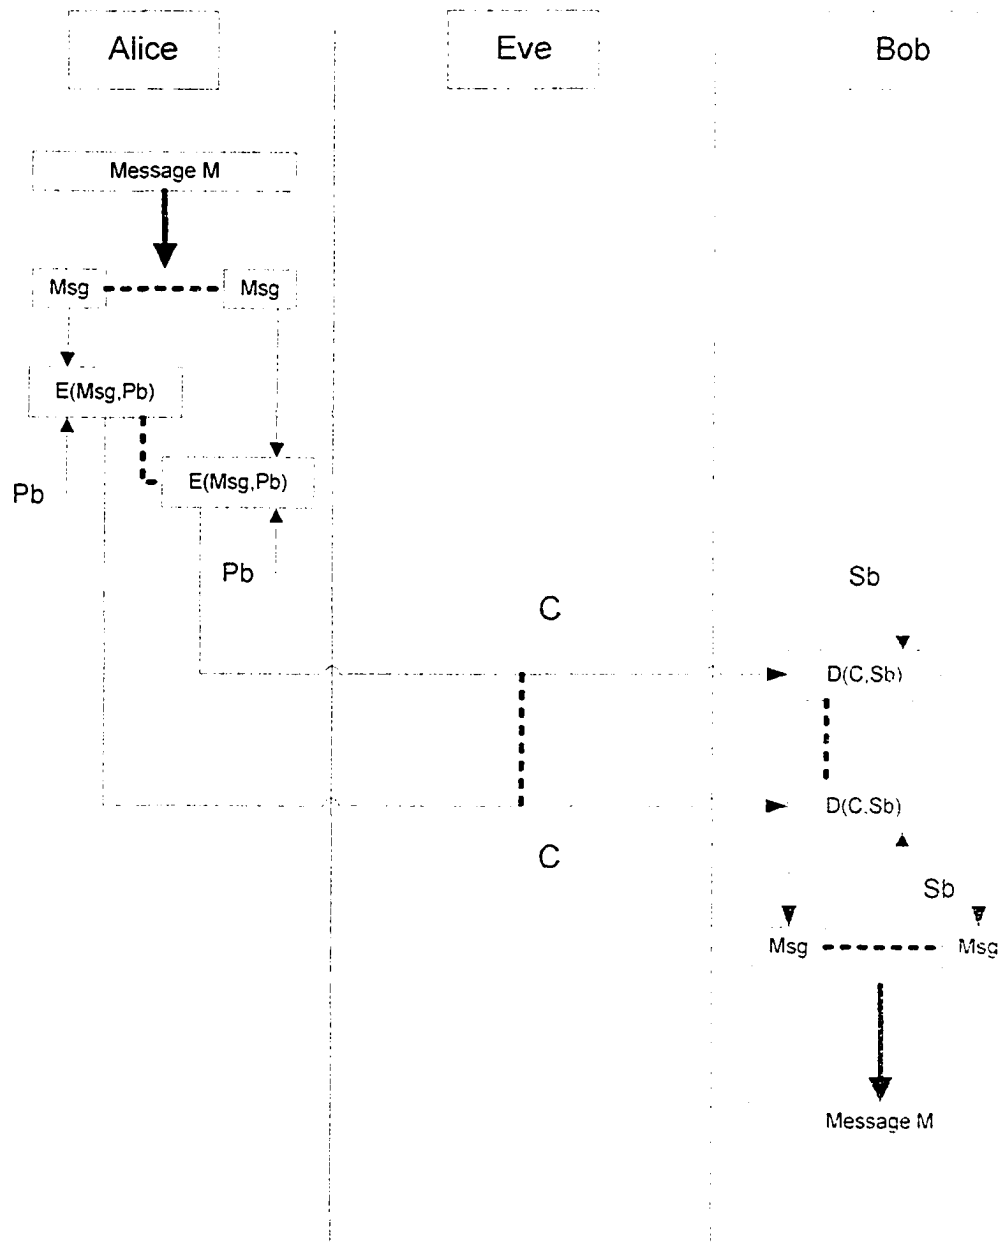 Alice Eve Bob
Message M
Msg Msg
E(Msg,Pb)
Pb E(Msg,Pb)
Pb Sb
C
D(C,Sb)
D(C,Sb)
C
Sb
Msg Msg
Message M